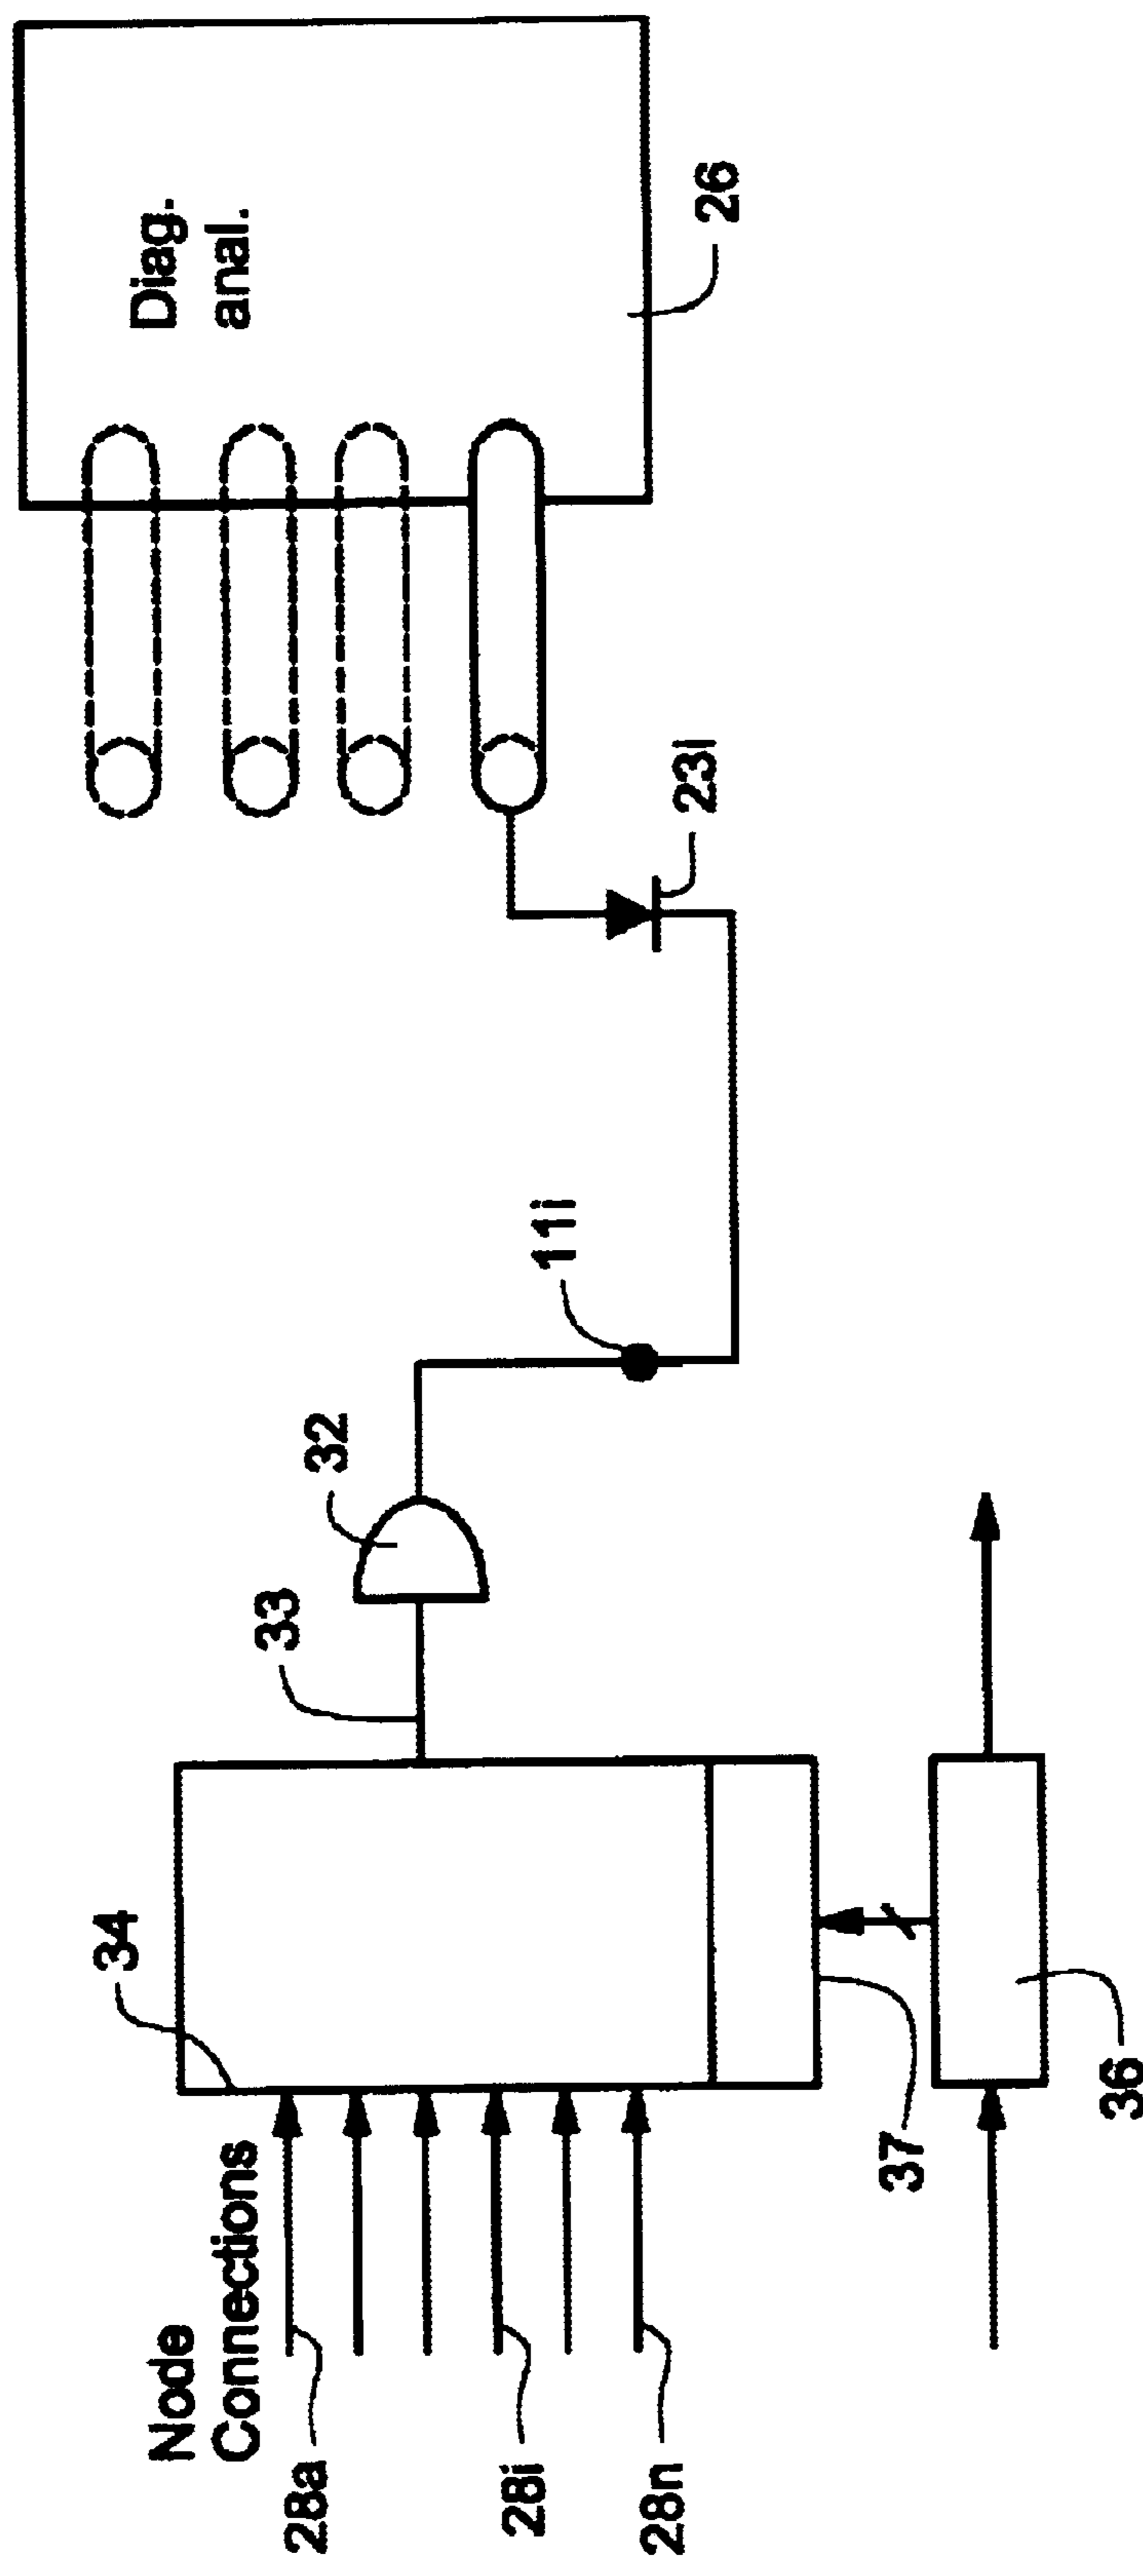 Node
Connections
28a
28i
28n
34
33
32
11i
23i
Diag.
anal.
26
37
36